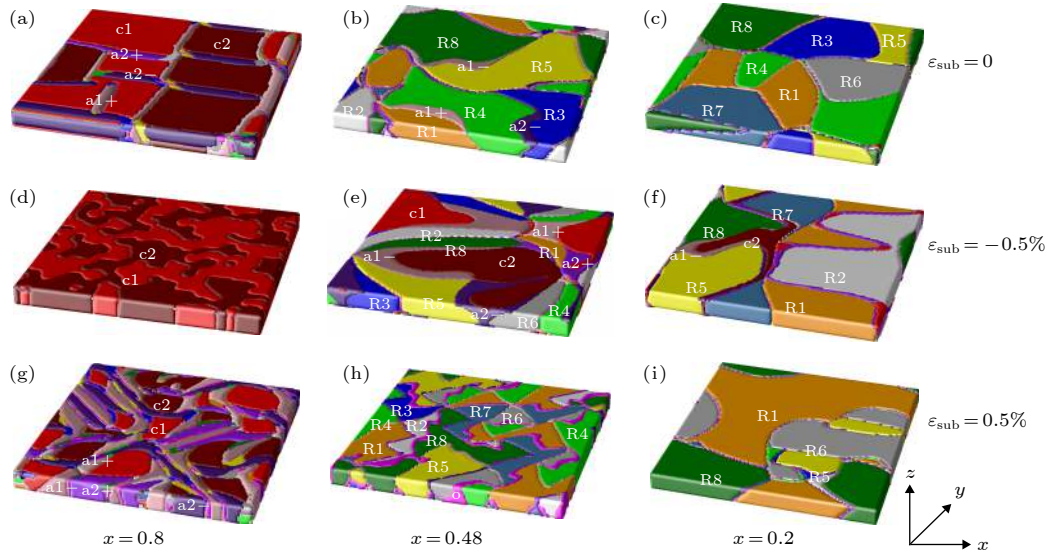 (a) (b) (c)
c1 c2 a2+ a2− a1+
R8 a1− R5 R2 a1+ R4 R3 a2− R1
R8 R3 R5 R4 R6 R1 R7
ε_sub = 0
(d) (e) (f)
c2 c1
c1 a1+ R2 R1 a1− R8 c2 a2+ R3 R5 a2− R6 R4
R7 R8 c2 a1− R2 R5 R1
ε_sub = −0.5%
(g) (h) (i)
c2 c1 a1+ a1− a2+ a2−
R3 R7 R6 R4 R2 R4 R8 R1 R5 o
R1 R6 R5 R8
ε_sub = 0.5%
z y x
x = 0.8 x = 0.48 x = 0.2